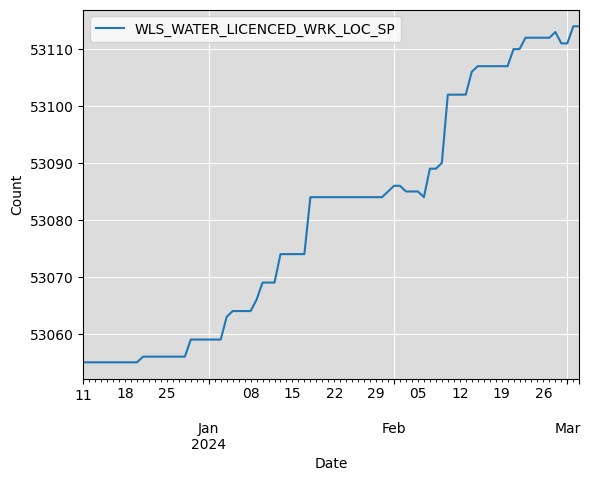 WLS_WATER_LICENCED_WRK_LOC_SP
53110
53100
53090
53080
53070
53060
Count
11 18 25 08 15 22 29 05 12 19 26
Jan Feb Mar
2024
Date